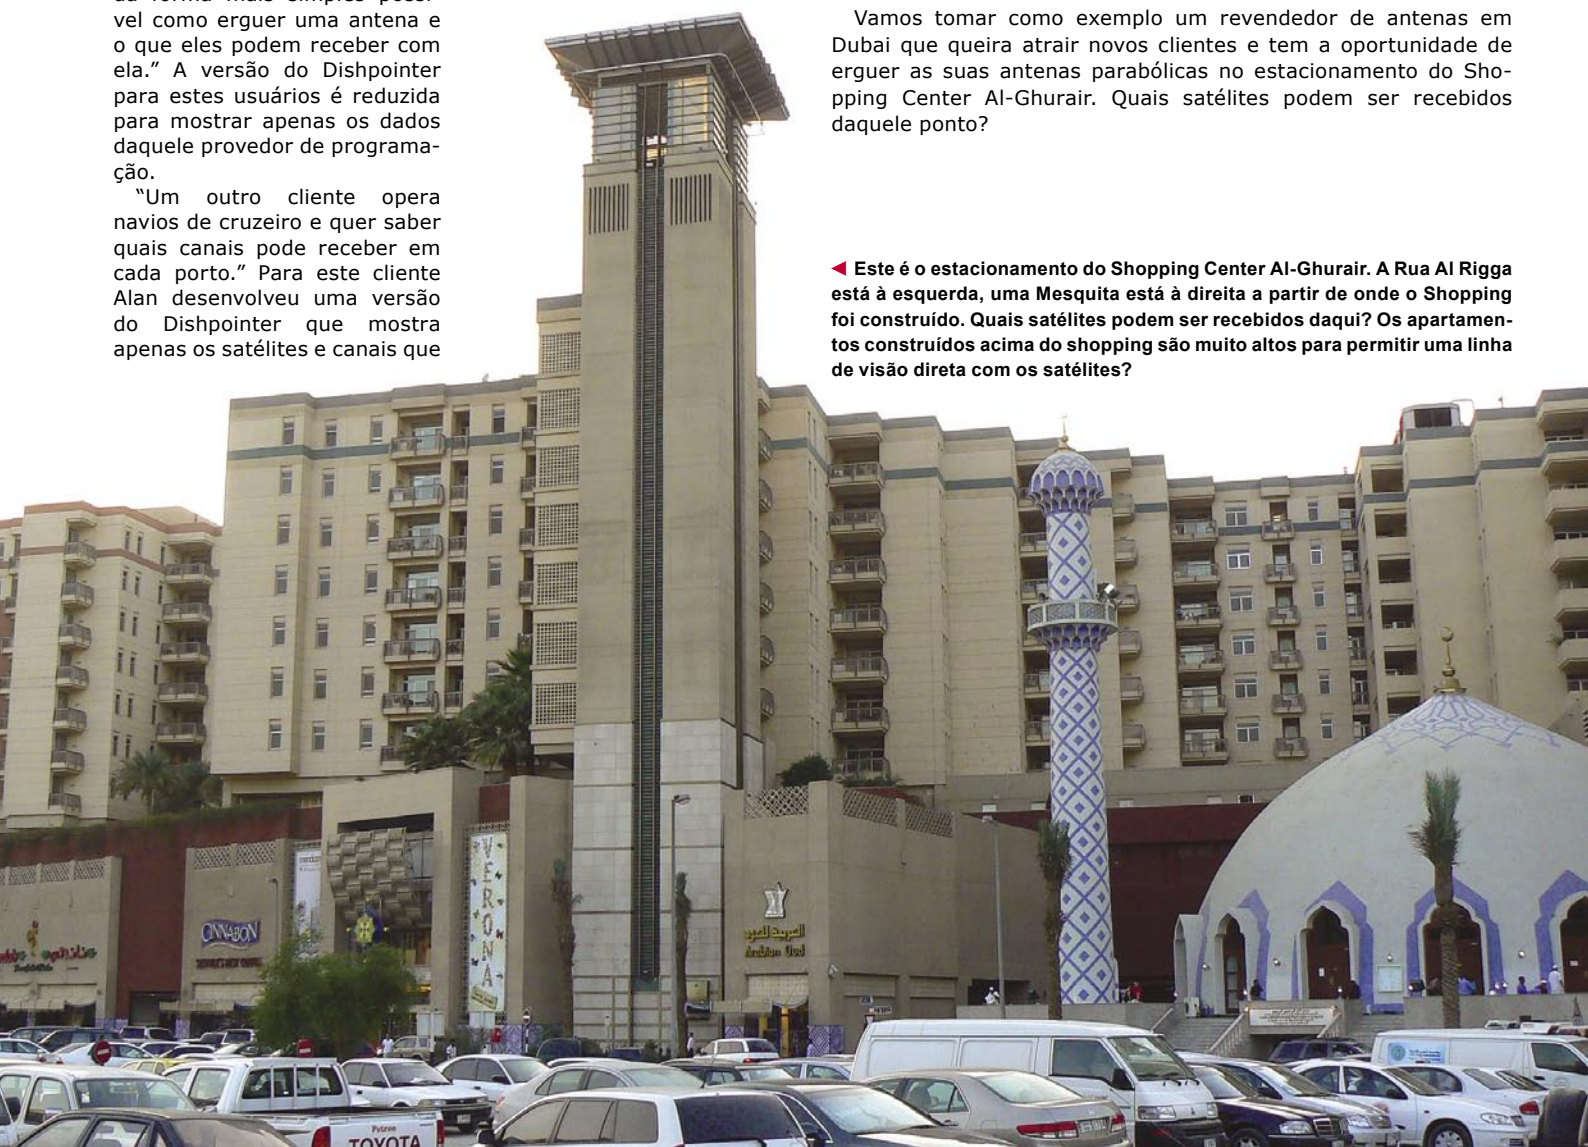 da forma mais simples possí-
vel como erguer uma antena e
o que eles podem receber com
ela.” A versão do Dishpointer
para estes usuários é reduzida
para mostrar apenas os dados
daquele provedor de programa-
ção.
“Um outro cliente opera
navios de cruzeiro e quer saber
quais canais pode receber em
cada porto.” Para este cliente
Alan desenvolveu uma versão
do Dishpointer que mostra
apenas os satélites e canais que
Vamos tomar como exemplo um revendedor de antenas em
Dubai que queira atrair novos clientes e tem a oportunidade de
erguer as suas antenas parabólicas no estacionamento do Sho-
pping Center Al-Ghurair. Quais satélites podem ser recebidos
daquele ponto?
◄ Este é o estacionamento do Shopping Center Al-Ghurair. A Rua Al Rigga
está à esquerda, uma Mesquita está à direita a partir de onde o Shopping
foi construído. Quais satélites podem ser recebidos daqui? Os apartamen-
tos construídos acima do shopping são muito altos para permitir uma linha
de visão direta com os satélites?
VERONA
CINNABON
العربية للعود
Arabian Oud
TOYOTA